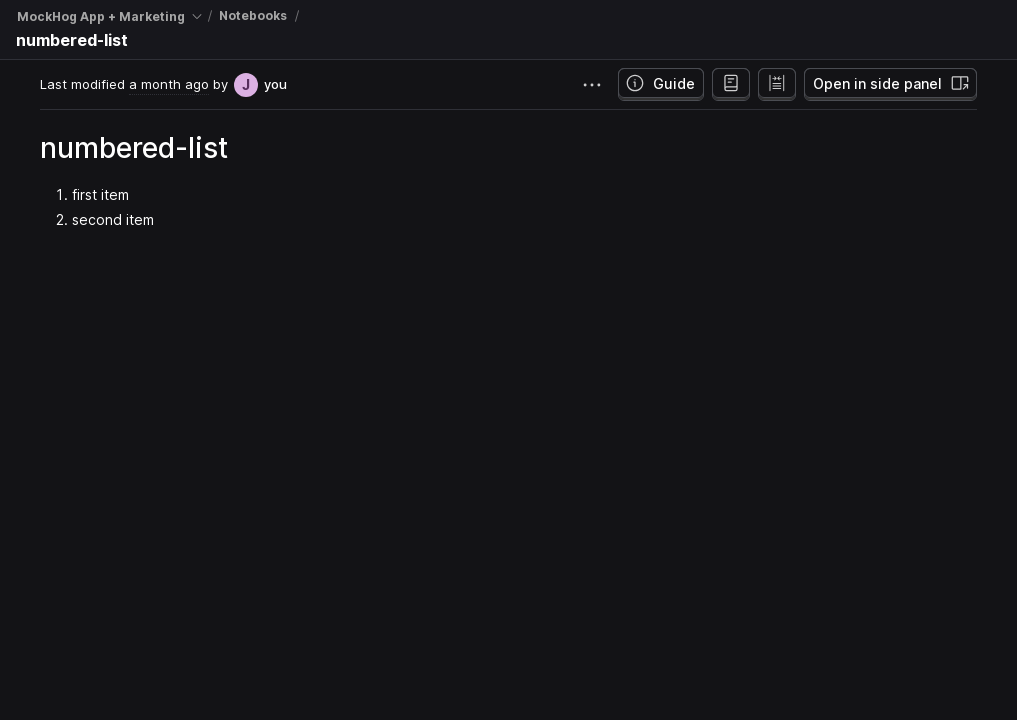 MockHog App + Marketing / Notebooks /
numbered-list
Last modified a month ago by J you
Guide
Open in side panel
numbered-list
1. first item
2. second item